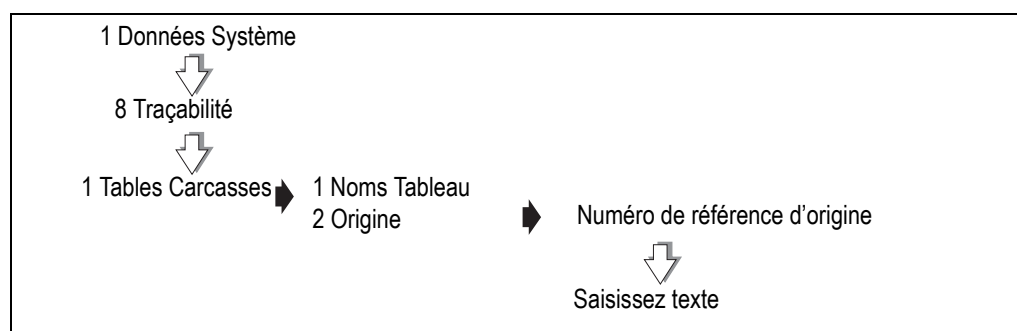 1 Données Système
8 Traçabilité
1 Tables Carcasses
1 Noms Tableau
2 Origine
Numéro de référence d’origine
Saisissez texte